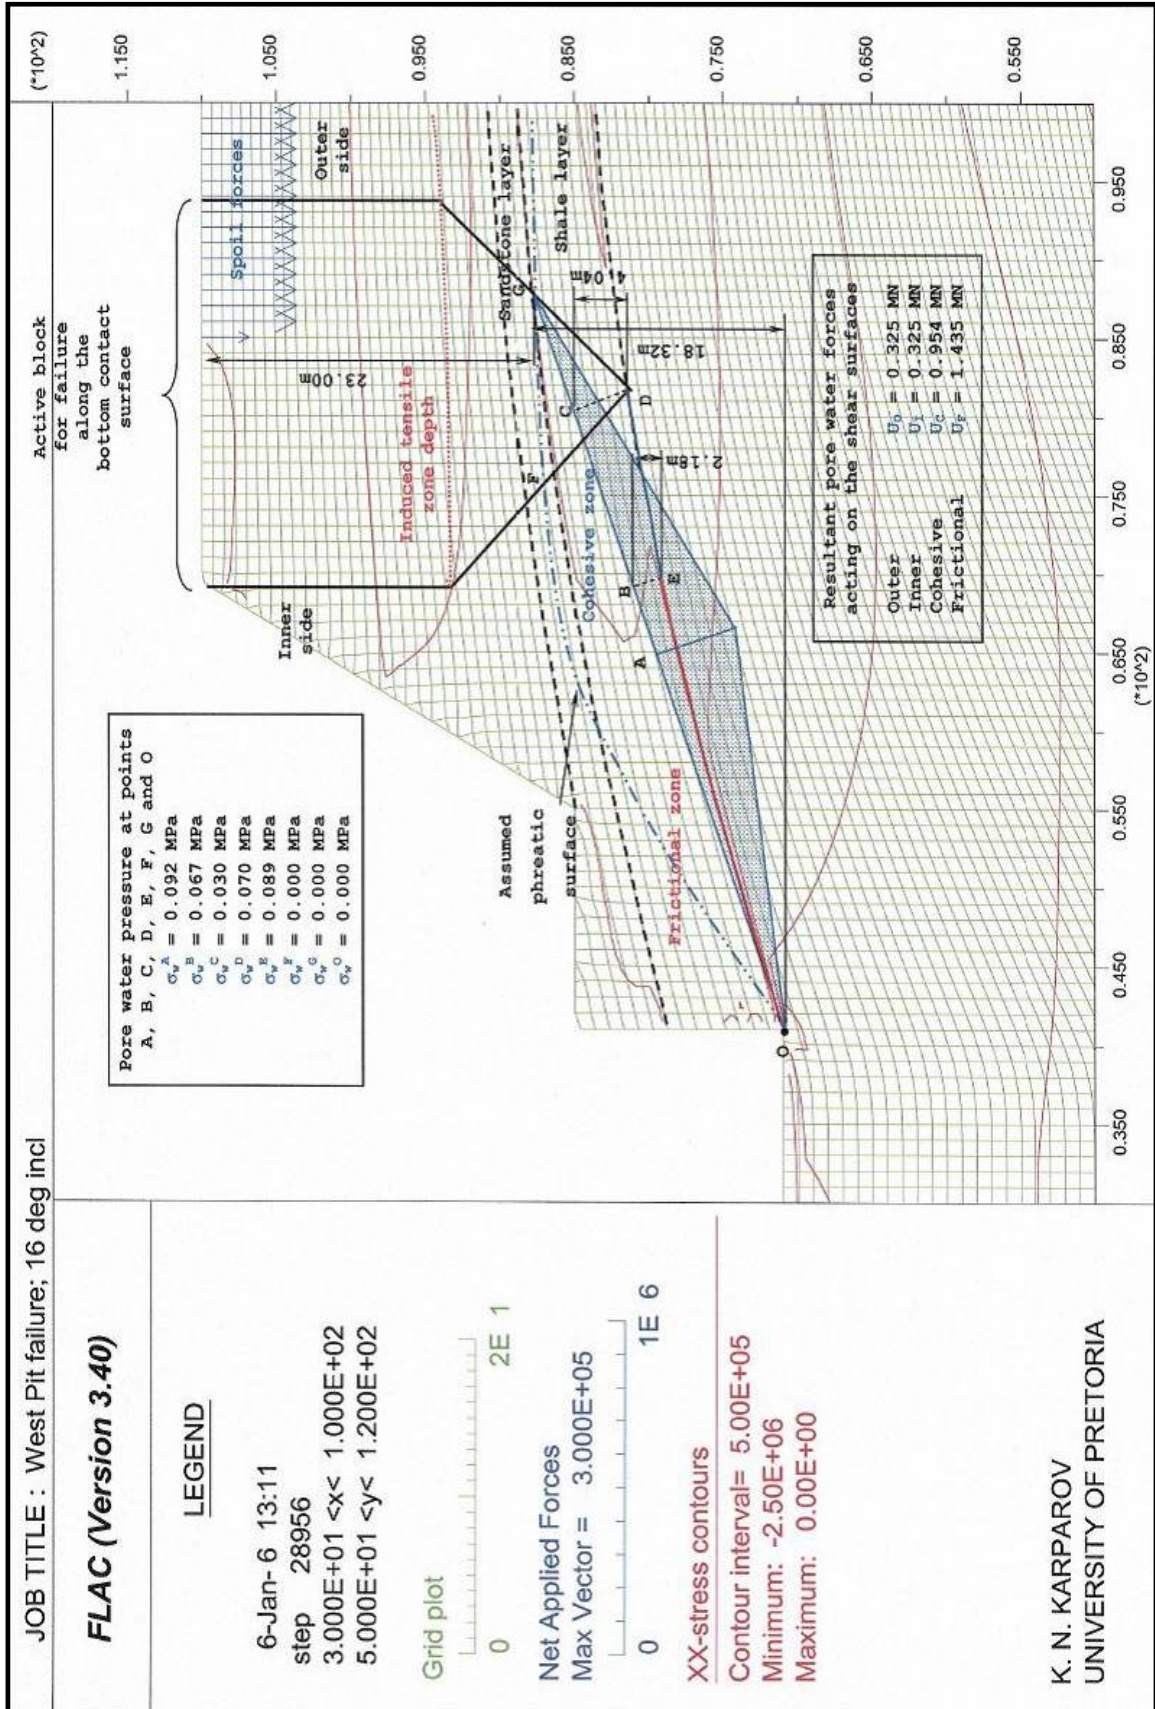 JOB TITLE : West Pit failure; 16 deg incl
FLAC (Version 3.40)
LEGEND
6-Jan- 6 13:11
step 28956
3.000E+01 <x< 1.000E+02
5.000E+01 <y< 1.200E+02
Grid plot
0 2E 1
Net Applied Forces
Max Vector = 3.000E+05
0 1E 6
XX-stress contours
Contour interval= 5.00E+05
Minimum: -2.50E+06
Maximum: 0.00E+00
K. N. KARPAROV
UNIVERSITY OF PRETORIA
Active block
for failure
along the
bottom contact
surface
Pore water pressure at points
A, B, C, D, E, F, G and O
σw^A = 0.092 MPa
σw^B = 0.067 MPa
σw^C = 0.030 MPa
σw^D = 0.070 MPa
σw^E = 0.089 MPa
σw^F = 0.000 MPa
σw^G = 0.000 MPa
σw^O = 0.000 MPa
Inner
side
Spoil forces
Outer
side
23.00m
Induced tensile
zone depth
Assumed
phreatic
surface
Sandstone layer
Shale layer
Cohesive zone
Frictional zone
F
G
C
D
B
E
A
O
4.04m
18.32m
2.18m
Resultant pore water forces
acting on the shear surfaces
Outer UO = 0.325 MN
Inner UI = 0.325 MN
Cohesive UC = 0.954 MN
Frictional UF = 1.435 MN
(*10^2)
1.150
1.050
0.950
0.850
0.750
0.650
0.550
0.350
0.450
0.550
0.650
0.750
0.850
0.950
(*10^2)